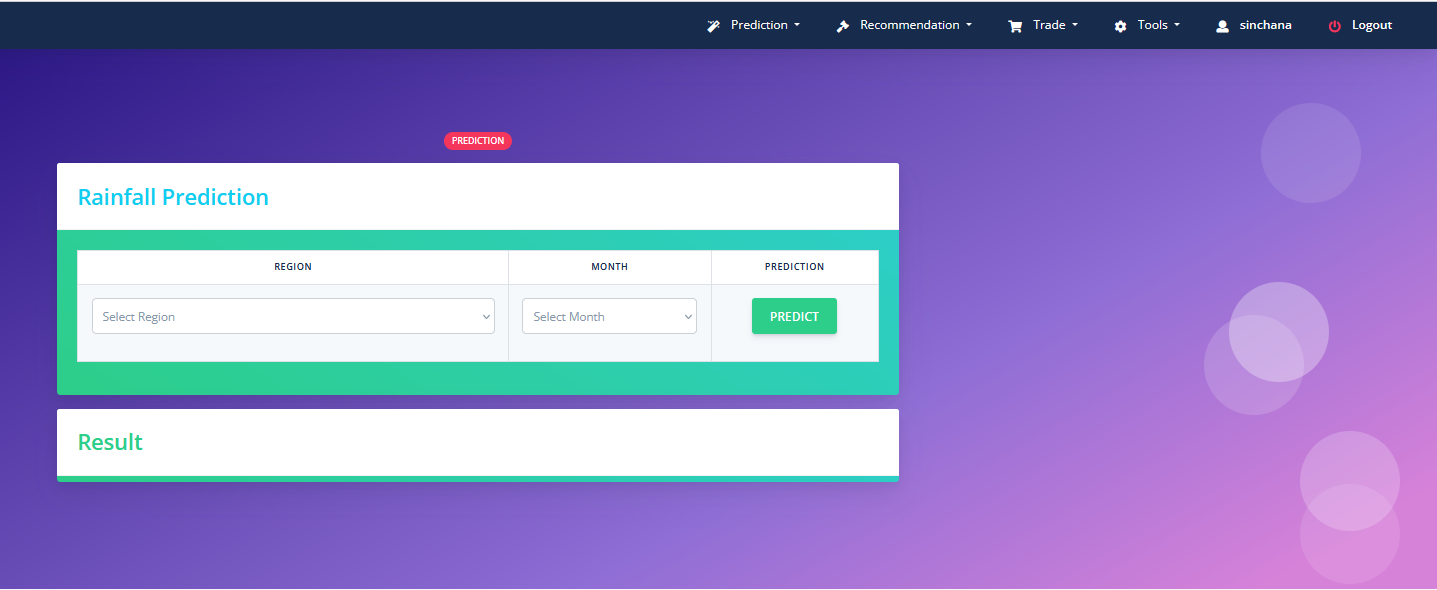 Prediction Recommendation Trade Tools sinchana Logout
PREDICTION
Rainfall Prediction
REGION MONTH PREDICTION
Select Region Select Month PREDICT
Result